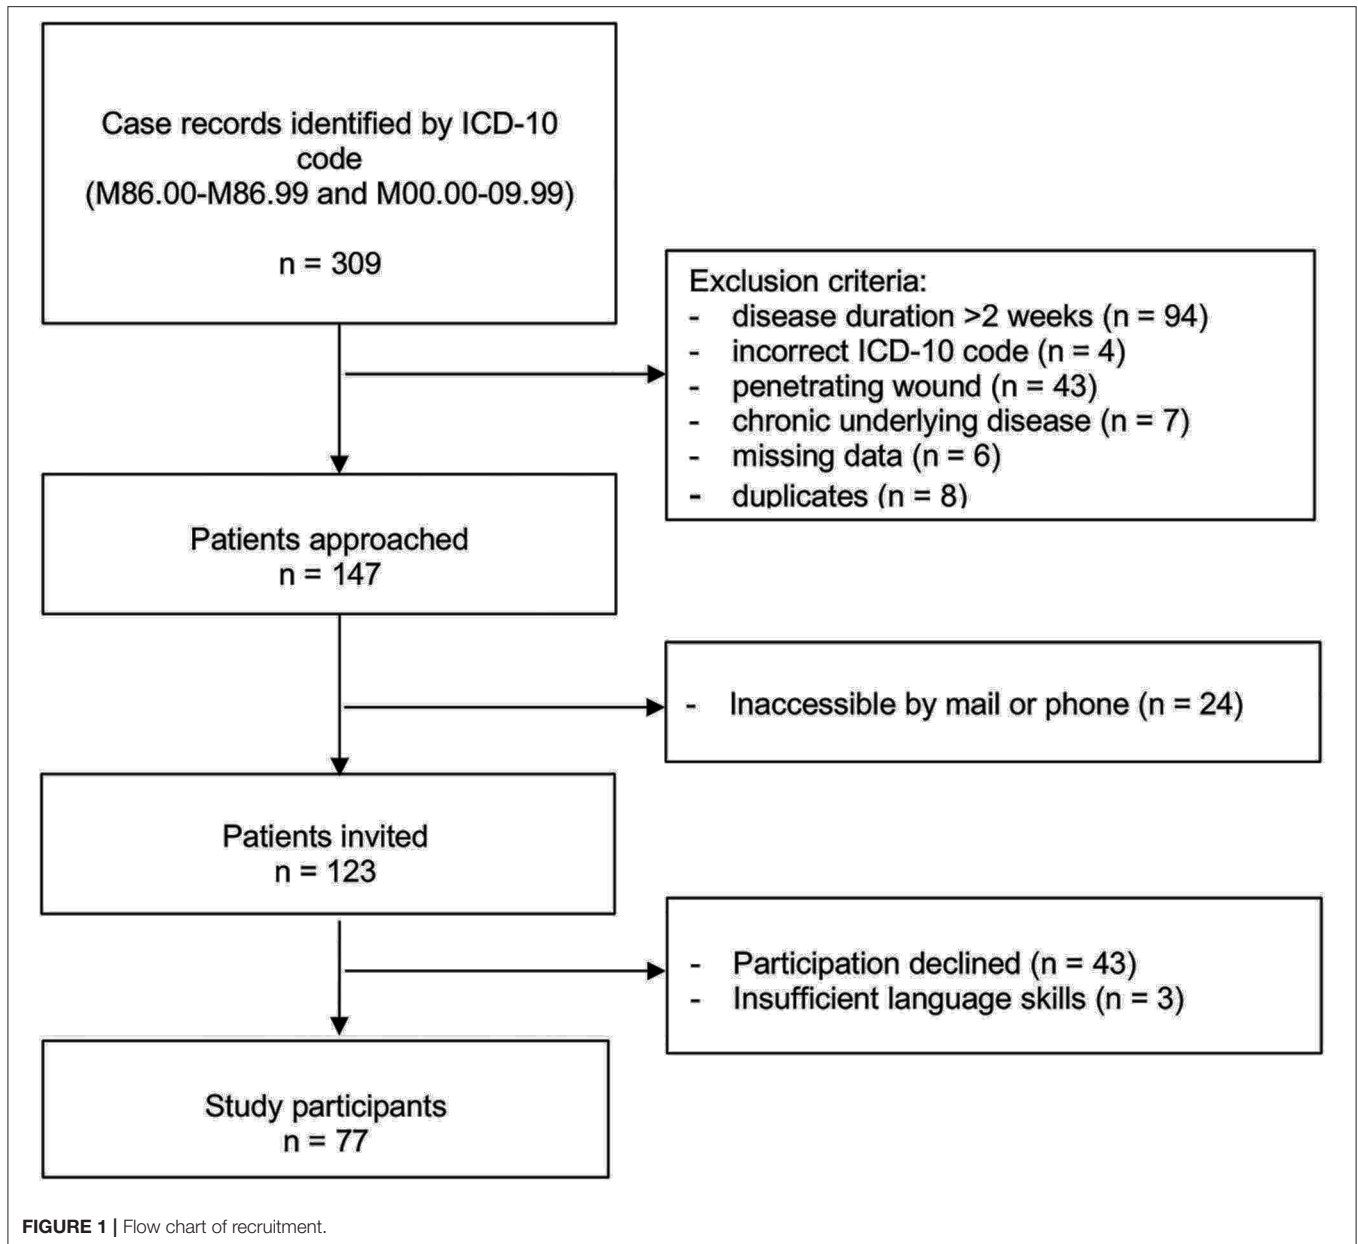 Case records identified by ICD-10
code
(M86.00-M86.99 and M00.00-09.99)
n = 309
Exclusion criteria:
- disease duration >2 weeks (n = 94)
- incorrect ICD-10 code (n = 4)
- penetrating wound (n = 43)
- chronic underlying disease (n = 7)
- missing data (n = 6)
- duplicates (n = 8)
Patients approached
n = 147
- Inaccessible by mail or phone (n = 24)
Patients invited
n = 123
- Participation declined (n = 43)
- Insufficient language skills (n = 3)
Study participants
n = 77
FIGURE 1 | Flow chart of recruitment.